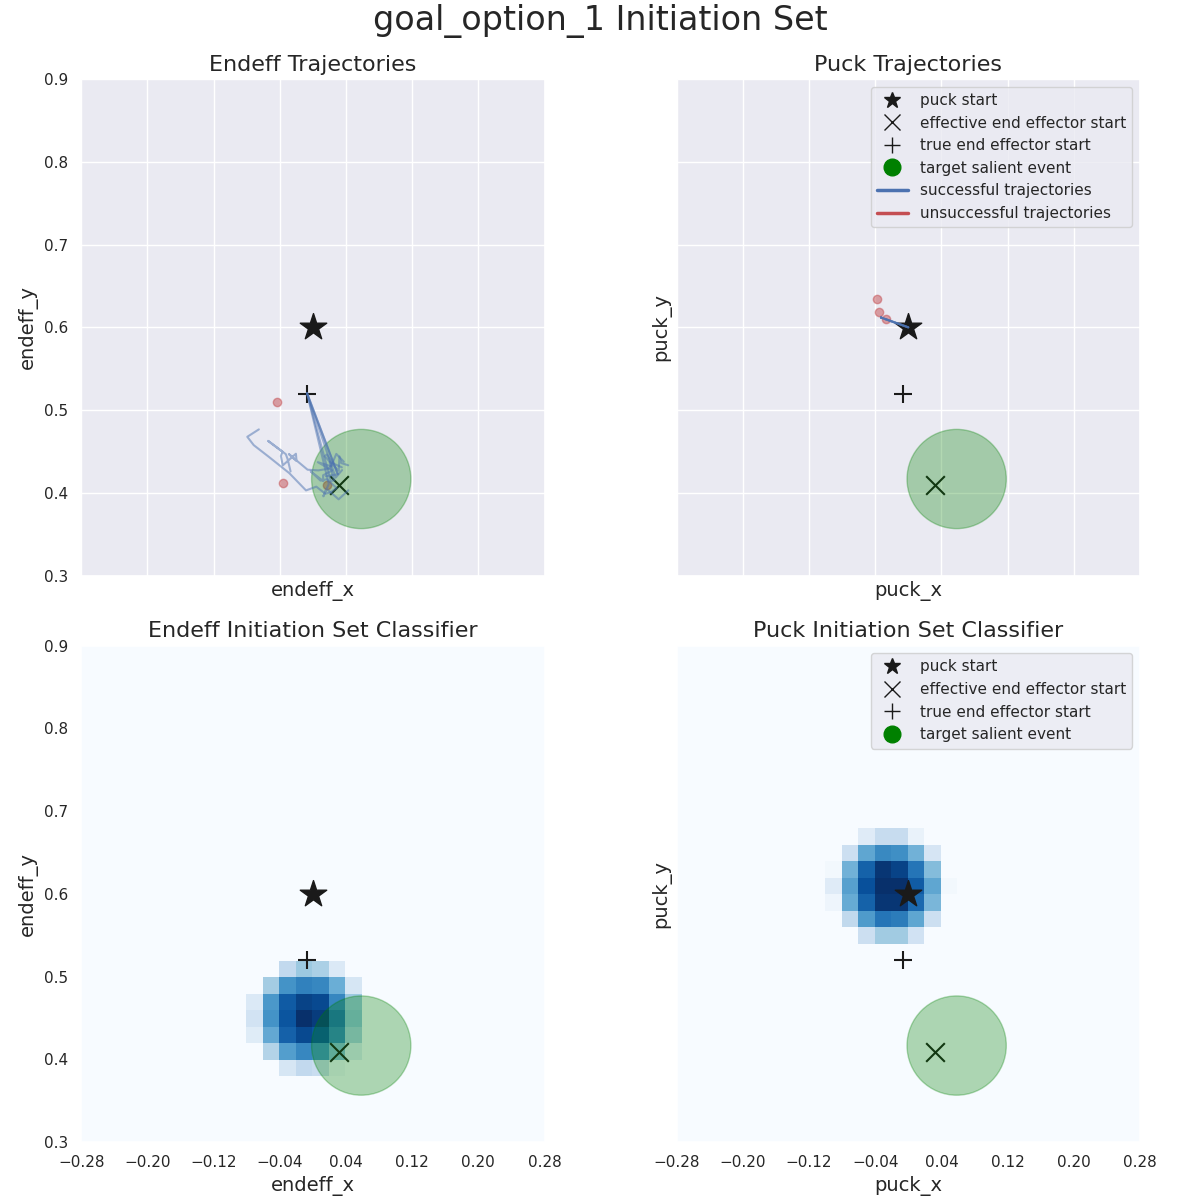 goal_option_1 Initiation Set
Endeff Trajectories
Puck Trajectories
0.9
0.8
0.7
0.6
0.5
0.4
0.3
endeff_y
endeff_x
puck_y
puck_x
puck start
effective end effector start
true end effector start
target salient event
successful trajectories
unsuccessful trajectories
Endeff Initiation Set Classifier
Puck Initiation Set Classifier
0.9
0.8
0.7
0.6
0.5
0.4
0.3
endeff_y
−0.28 −0.20 −0.12 −0.04 0.04 0.12 0.20 0.28
endeff_x
puck_y
puck start
effective end effector start
true end effector start
target salient event
−0.28 −0.20 −0.12 −0.04 0.04 0.12 0.20 0.28
puck_x